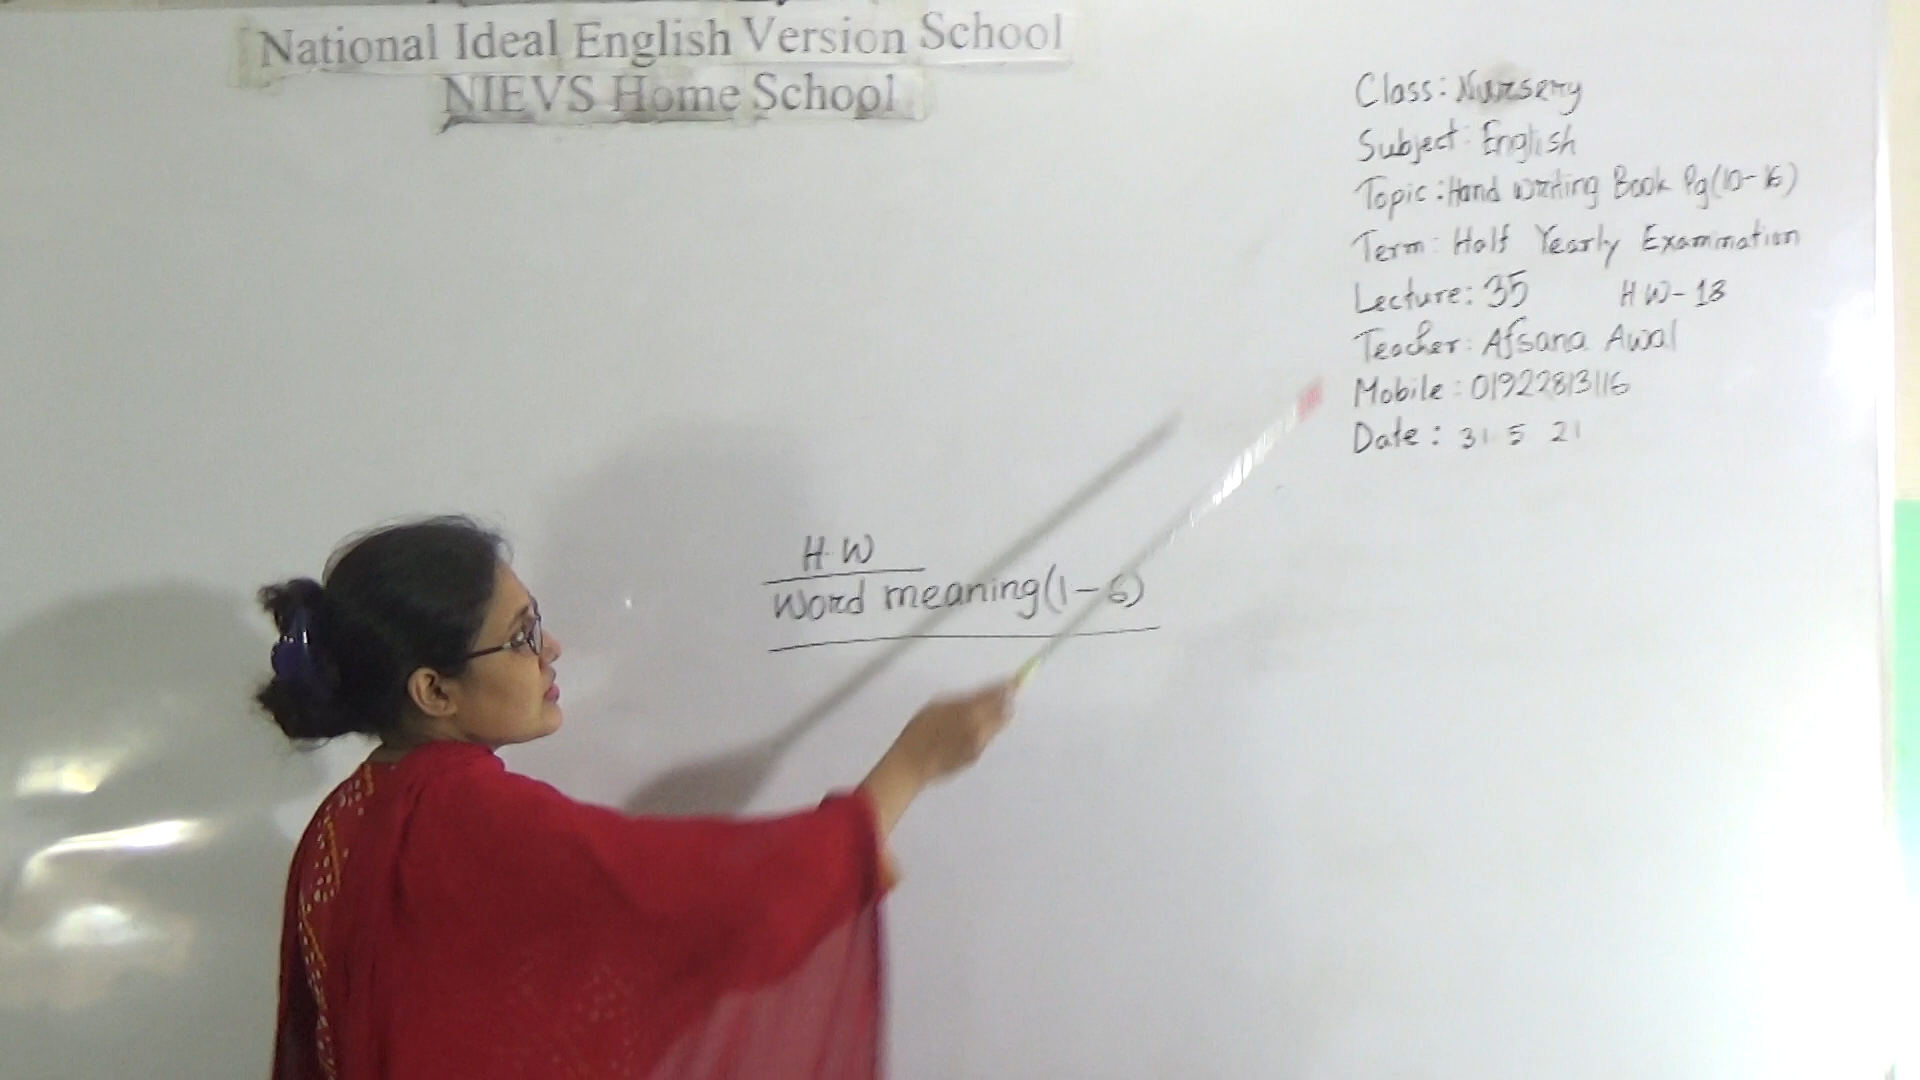 National Ideal English Version School
NIEVS Home School
Class: Nursery
Subject: English
Topic: Hand writing Book Pg(10-16)
Term: Half Yearly Examination
Lecture: 35 HW-18
Teacher: Afsana Awal
Mobile: 01922813116
Date: 31 5 21
H.W
Word meaning(1-6)